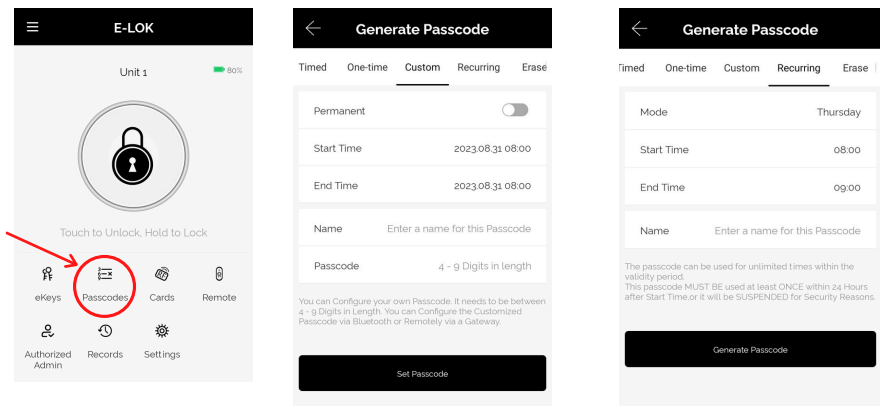 E-LOK
Unit 1
80%
Touch to Unlock, Hold to Lock
eKeys
Passcodes
Cards
Remote
Authorized
Admin
Records
Settings
Generate Passcode
Timed
One-time
Custom
Recurring
Erase
Permanent
Start Time
2023.08.31 08:00
End Time
2023.08.31 08:00
Name
Enter a name for this Passcode
Passcode
4 - 9 Digits in length
You can Configure your own Passcode. It needs to be between
4 - 9 Digits in Length. You can Configure the Customized
Passcode via Bluetooth or Remotely via a Gateway.
Set Passcode
Generate Passcode
Timed
One-time
Custom
Recurring
Erase
Mode
Thursday
Start Time
08:00
End Time
09:00
Name
Enter a name for this Passcode
The passcode can be used for unlimited times within the
validity period.
This passcode MUST BE used at least ONCE within 24 Hours
after Start Time,or it will be SUSPENDED for Security Reasons.
Generate Passcode